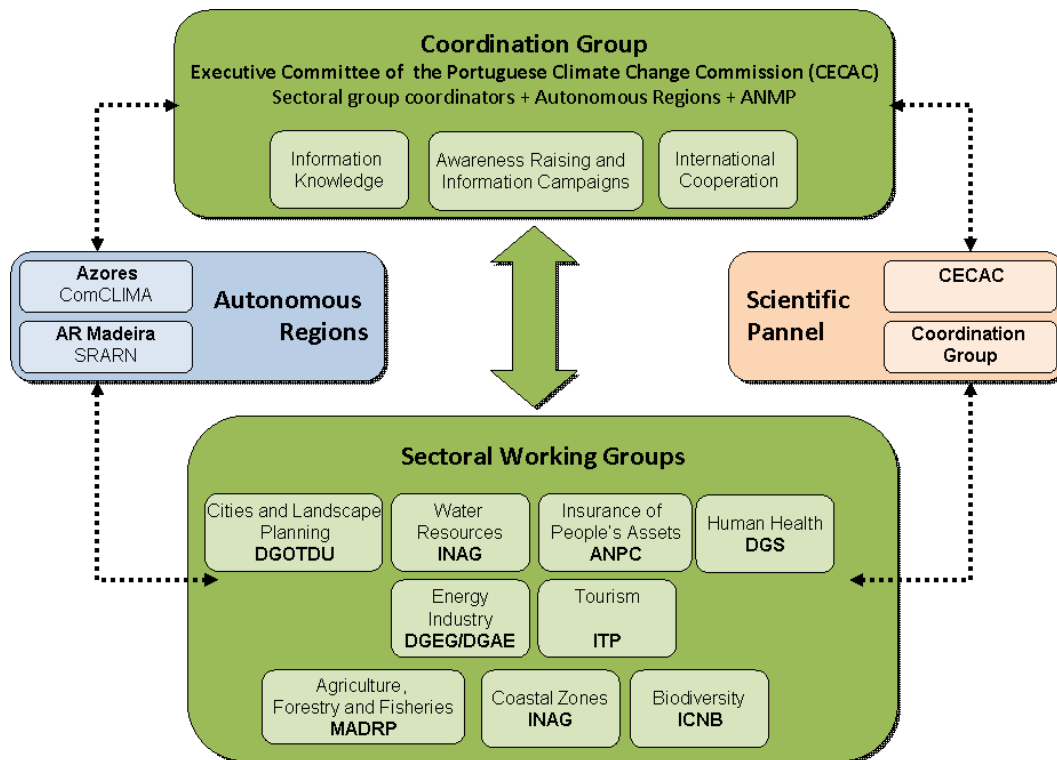 Coordination Group
Executive Committee of the Portuguese Climate Change Commission (CECAC)
Sectoral group coordinators + Autonomous Regions + ANMP
Information
Knowledge
Awareness Raising and
Information Campaigns
International
Cooperation
Azores
ComCLIMA
AR Madeira
SRARN
Autonomous
Regions
Scientific
Pannel
CECAC
Coordination
Group
Sectoral Working Groups
Cities and Landscape
Planning
DGOTDU
Water
Resources
INAG
Insurance of
People's Assets
ANPC
Human Health
DGS
Energy
Industry
DGEG/DGAE
Tourism
ITP
Agriculture,
Forestry and Fisheries
MADRP
Coastal Zones
INAG
Biodiversity
ICNB